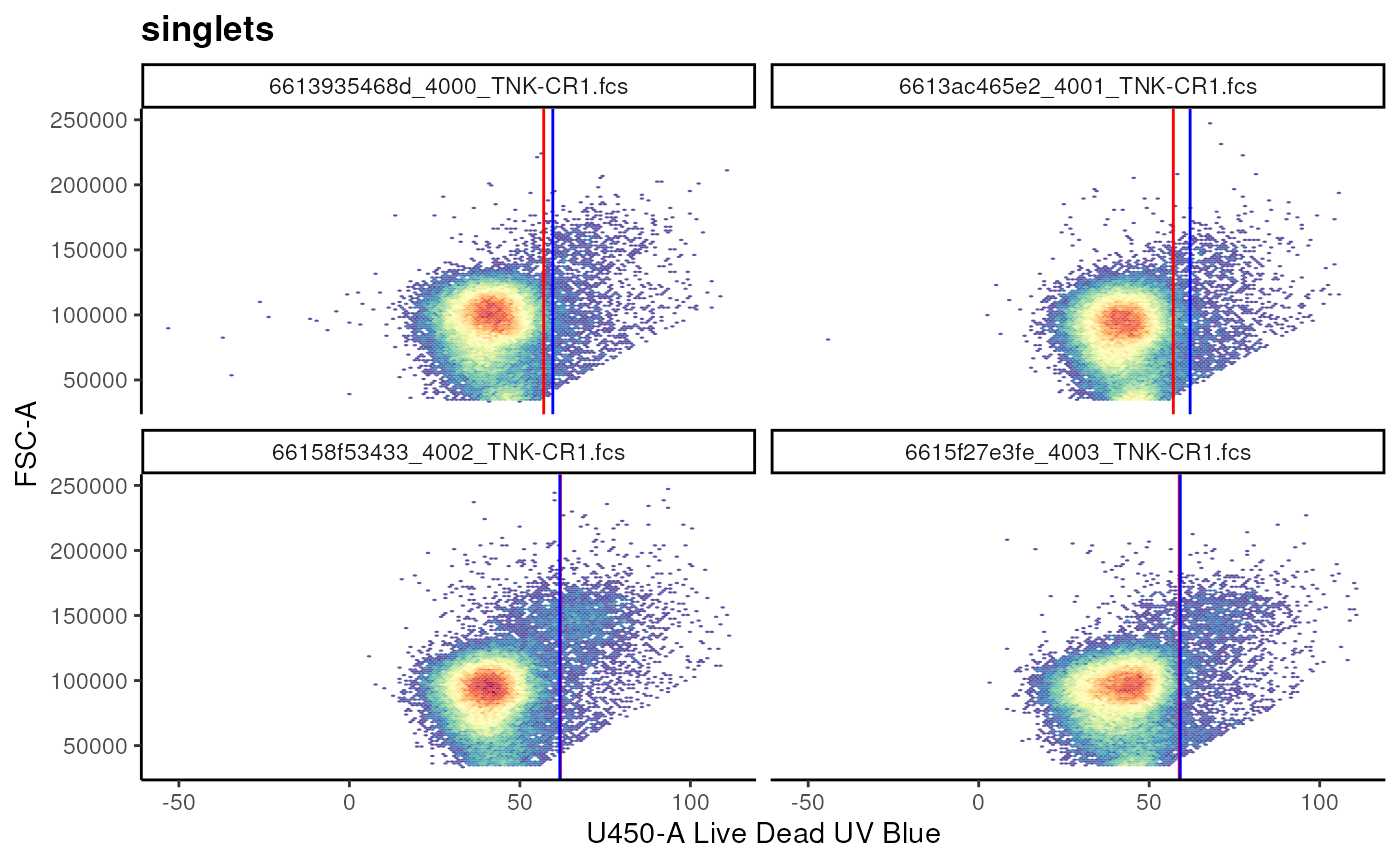 singlets
6613935468d_4000_TNK-CR1.fcs
6613ac465e2_4001_TNK-CR1.fcs
250000
200000
150000
100000
50000
FSC-A
66158f53433_4002_TNK-CR1.fcs
6615f27e3fe_4003_TNK-CR1.fcs
250000
200000
150000
100000
50000
-50 0 50 100 -50 0 50 100
U450-A Live Dead UV Blue